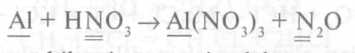 Al + HNO₃ → Al(NO₃)₃ + N₂O